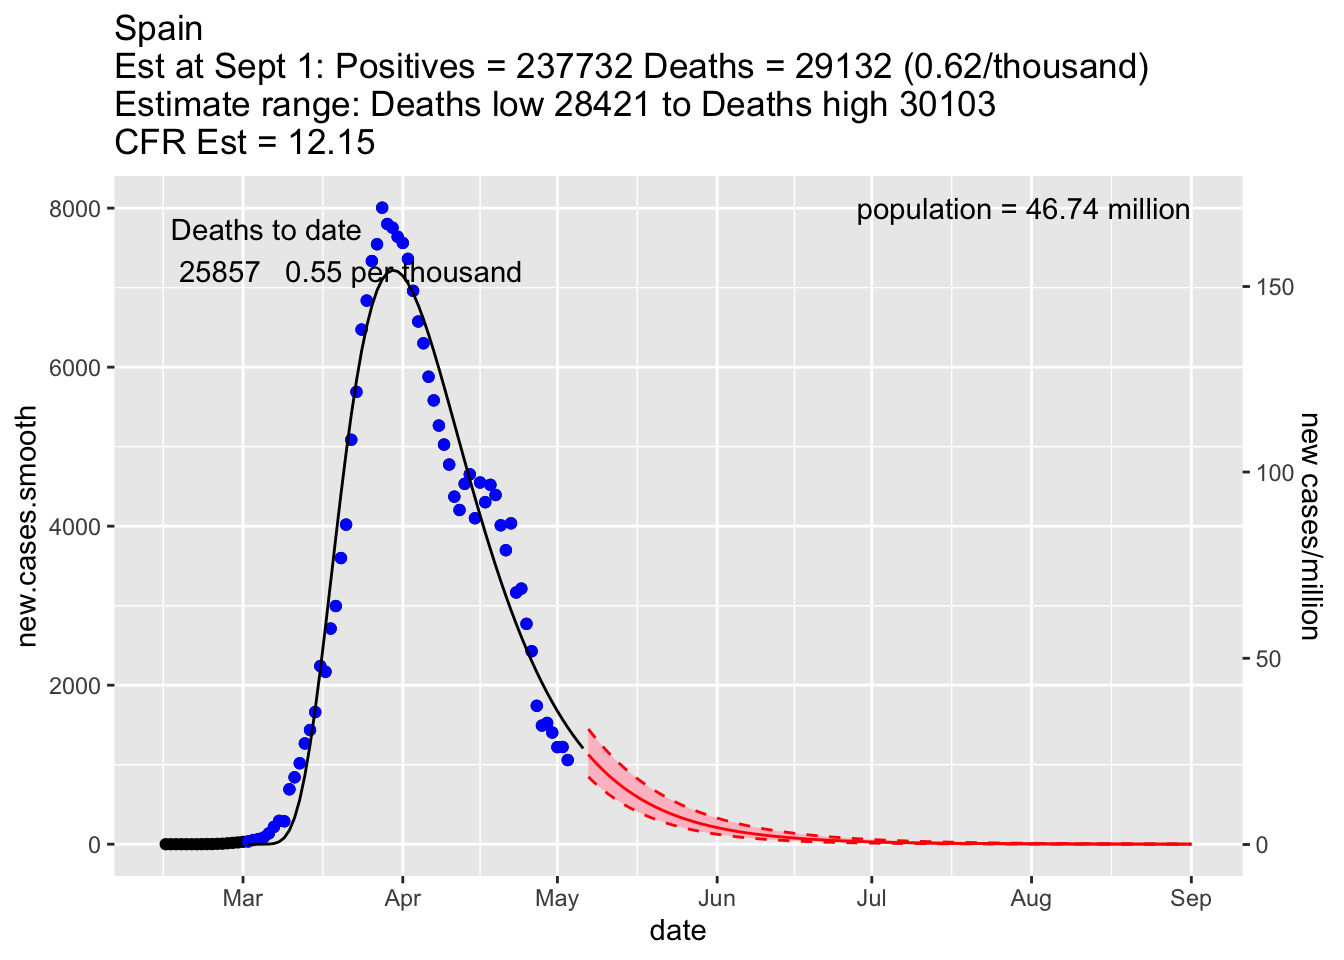 Spain
Est at Sept 1: Positives = 237732 Deaths = 29132 (0.62/thousand)
Estimate range: Deaths low 28421 to Deaths high 30103
CFR Est = 12.15
Deaths to date
25857 0.55 per thousand
population = 46.74 million
8000
6000
4000
2000
0
new.cases.smooth
150
100
50
0
new cases/million
Mar Apr May Jun Jul Aug Sep
date